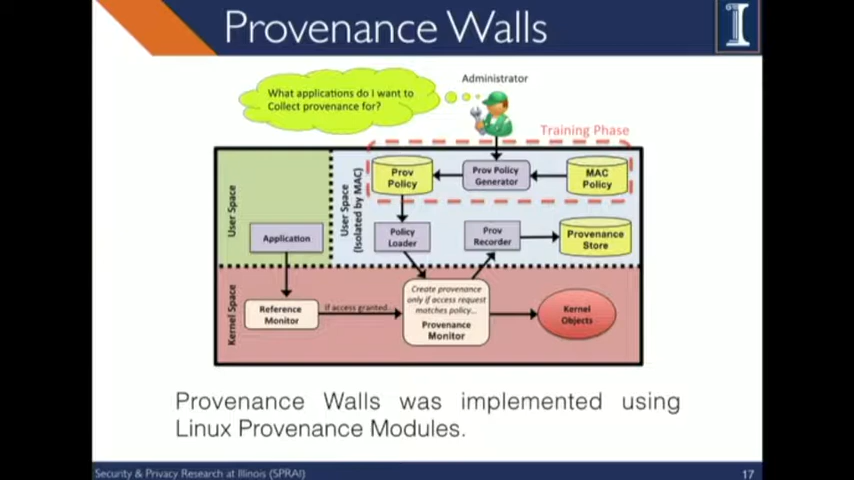 Provenance Walls
I
What applications do I want to
Collect provenance for?
Administrator
Training Phase
Prov
Policy
Prov Policy
Generator
MAC
Policy
User Space
User Space
(Isolated by MAC)
Application
Policy
Loader
Prov
Recorder
Provenance
Store
Kernel Space
Reference
Monitor
If access granted...
Create provenance
only if access request
matches policy...
Provenance
Monitor
Kernel
Objects
Provenance Walls was implemented using
Linux Provenance Modules.
Security & Privacy Research at Illinois (SPRAI)
17